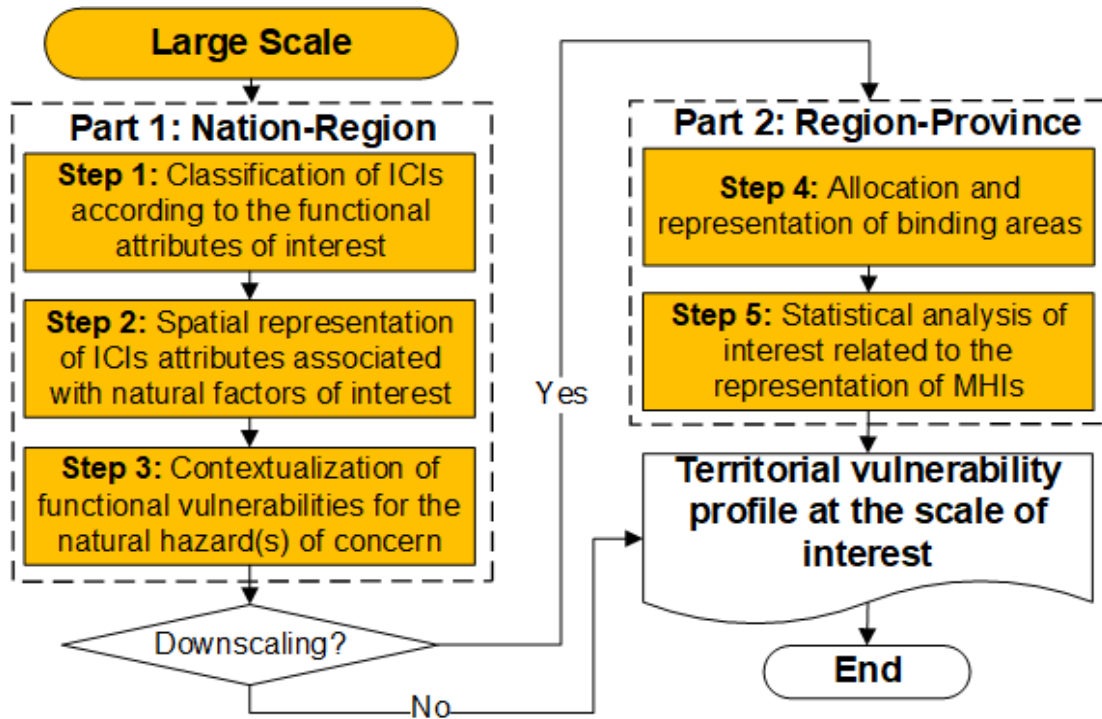 Large Scale
Part 1: Nation-Region
Step 1: Classification of ICIs
according to the functional
attributes of interest
Step 2: Spatial representation
of ICIs attributes associated
with natural factors of interest
Step 3: Contextualization of
functional vulnerabilities for the
natural hazard(s) of concern
Downscaling?
Yes
No
Part 2: Region-Province
Step 4: Allocation and
representation of binding areas
Step 5: Statistical analysis of
interest related to the
representation of MHIs
Territorial vulnerability
profile at the scale of
interest
End